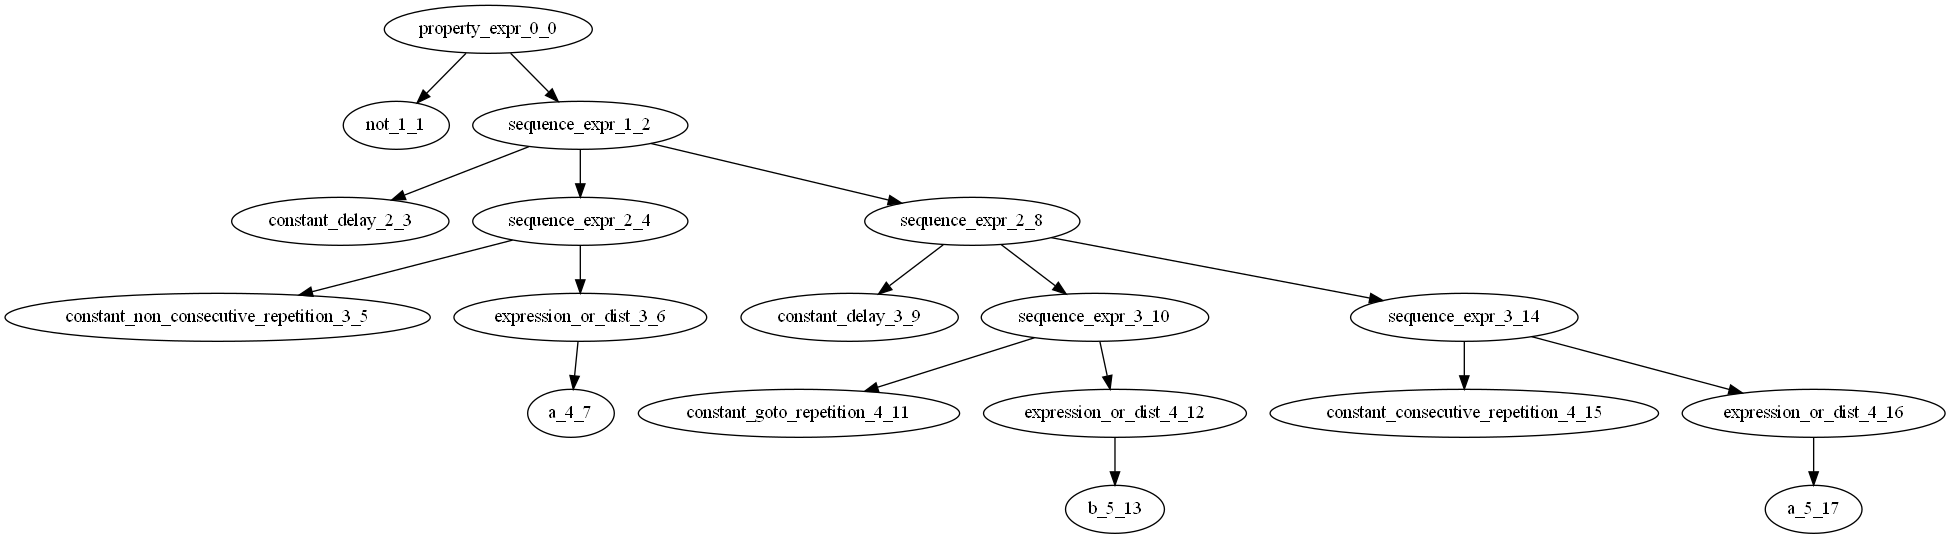 property_expr_0_0
not_1_1
sequence_expr_1_2
constant_delay_2_3
sequence_expr_2_4
sequence_expr_2_8
constant_non_consecutive_repetition_3_5
expression_or_dist_3_6
constant_delay_3_9
sequence_expr_3_10
sequence_expr_3_14
a_4_7
constant_goto_repetition_4_11
expression_or_dist_4_12
constant_consecutive_repetition_4_15
expression_or_dist_4_16
b_5_13
a_5_17